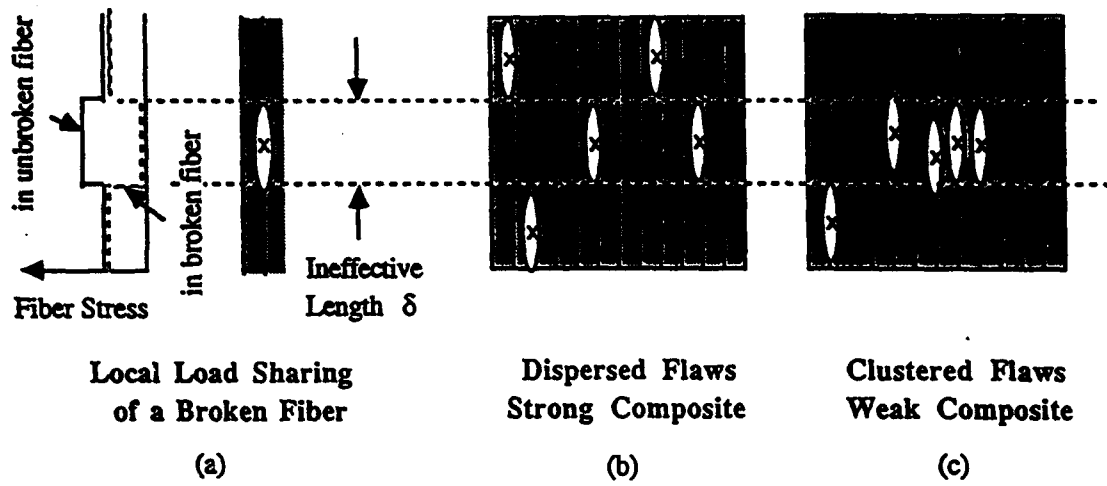 in unbroken fiber
in broken fiber
Fiber Stress
Ineffective
Length δ
x
x
x
x
x
x
x
x
x
x
x
Local Load Sharing
of a Broken Fiber
Dispersed Flaws
Strong Composite
Clustered Flaws
Weak Composite
(a)
(b)
(c)